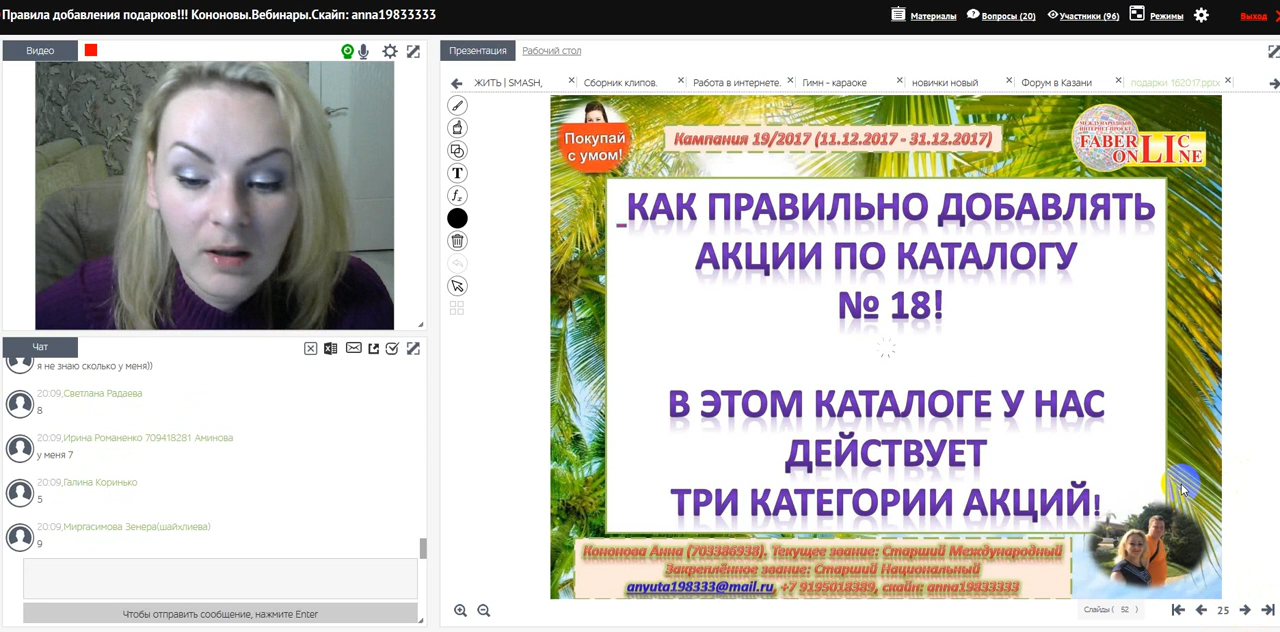 Правила добавления подарков!!! Кононовы.Вебинары.Скайп: anna19833333
Материалы
Вопросы (20)
Участники (96)
Режимы
Выход
Видео
Презентация
Рабочий стол
ЖИТЬ | SMASH,
Сборник клипов.
Работа в интернете.
Гимн - караоке
новички новый
Форум в Казани
подарки 162017.pptx
Покупай
с умом!
Кампания 19/2017 (11.12.2017 - 31.12.2017)
МЕЖДУНАРОДНЫЙ
ИНТЕРНЕТ-ПРОЕКТ
FABERLIC
ONLINE
КАК ПРАВИЛЬНО ДОБАВЛЯТЬ
АКЦИИ ПО КАТАЛОГУ
№ 18!
В ЭТОМ КАТАЛОГЕ У НАС
ДЕЙСТВУЕТ
ТРИ КАТЕГОРИИ АКЦИЙ!
Кононова Анна (703386938). Текущее звание: Старший Международный
Закреплённое звание: Старший Национальный
anyuta198333@mail.ru, +7 9195018389, скайп: anna19833333
Чат
я не знаю сколько у меня))
20:09,Светлана Радаева
8
20:09,Ирина Романенко 709418281 Аминова
у меня 7
20:09,Галина Коринько
5
20:09,Миргасимова Зенера(шайхлиева)
9
Чтобы отправить сообщение, нажмите Enter
Слайды ( 52 )
25